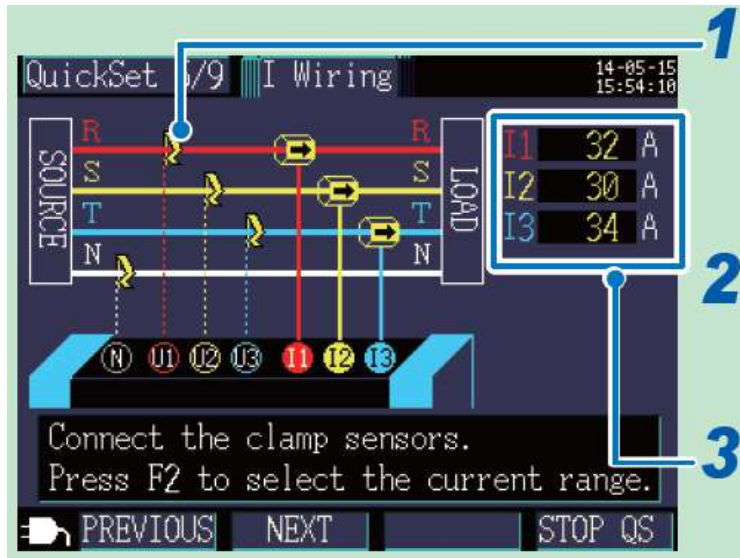 1
QuickSet 5/9 I Wiring 14-05-15
15:54:10
SOURCE
R R
S S
T T
N N
LOAD
I1 32 A
I2 30 A
I3 34 A
2
N U1 U2 U3 I1 I2 I3
Connect the clamp sensors.
Press F2 to select the current range.
3
PREVIOUS NEXT STOP QS